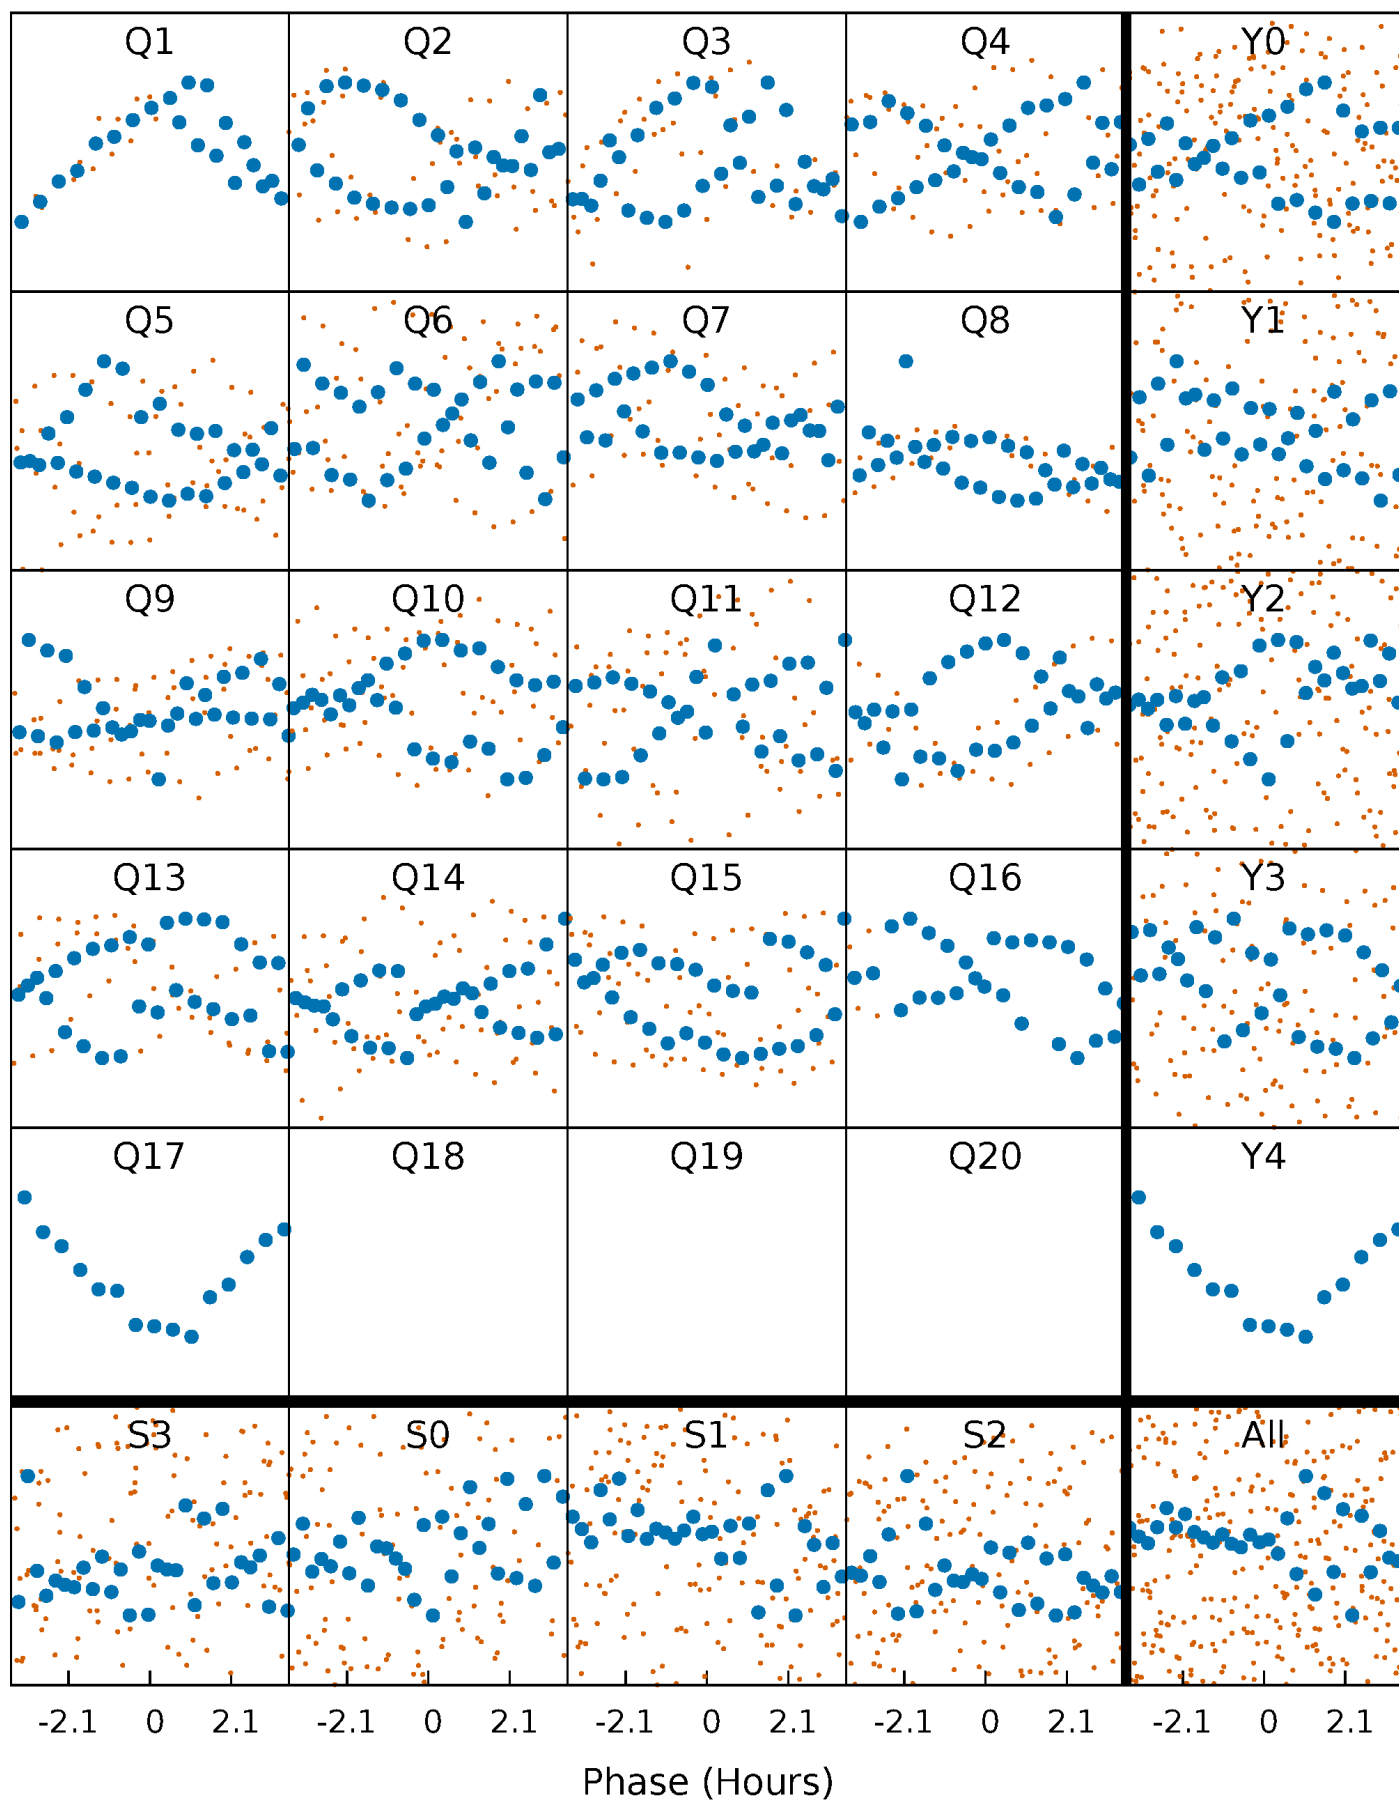 Q1 Q2 Q3 Q4 Y0
Q5 Q6 Q7 Q8 Y1
Q9 Q10 Q11 Q12 Y2
Q13 Q14 Q15 Q16 Y3
Q17 Q18 Q19 Q20 Y4
S3 S0 S1 S2 All
-2.1 0 2.1 -2.1 0 2.1 -2.1 0 2.1 -2.1 0 2.1 -2.1 0 2.1
Phase (Hours)